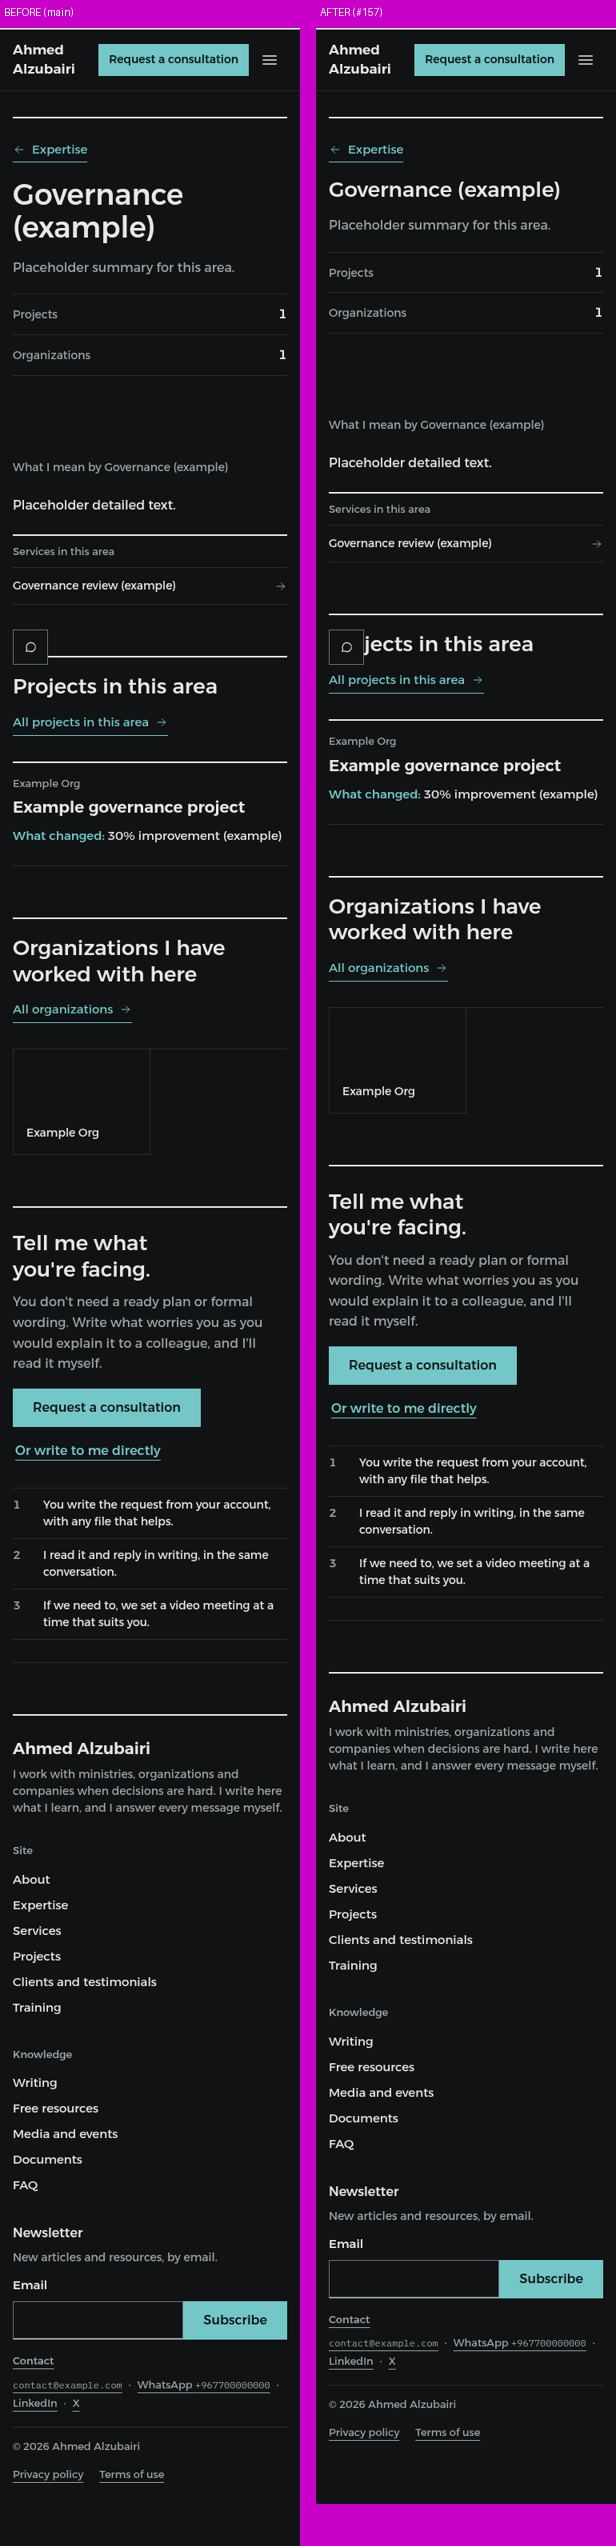 BEFORE (main)
Ahmed
Alzubairi
Request a consultation
← Expertise
Governance
(example)
Placeholder summary for this area.
Projects 1
Organizations 1
What I mean by Governance (example)
Placeholder detailed text.
Services in this area
Governance review (example) →
Projects in this area
All projects in this area →
Example Org
Example governance project
What changed: 30% improvement (example)
Organizations I have
worked with here
All organizations →
Example Org
Tell me what
you're facing.
You don't need a ready plan or formal
wording. Write what worries you as you
would explain it to a colleague, and I'll
read it myself.
Request a consultation
Or write to me directly
1 You write the request from your account,
with any file that helps.
2 I read it and reply in writing, in the same
conversation.
3 If we need to, we set a video meeting at a
time that suits you.
Ahmed Alzubairi
I work with ministries, organizations and
companies when decisions are hard. I write here
what I learn, and I answer every message myself.
Site
About
Expertise
Services
Projects
Clients and testimonials
Training
Knowledge
Writing
Free resources
Media and events
Documents
FAQ
Newsletter
New articles and resources, by email.
Email
Subscribe
Contact
contact@example.com · WhatsApp +967700000000 ·
LinkedIn · X
© 2026 Ahmed Alzubairi
Privacy policy Terms of use
AFTER (#157)
Ahmed
Alzubairi
Request a consultation
← Expertise
Governance (example)
Placeholder summary for this area.
Projects 1
Organizations 1
What I mean by Governance (example)
Placeholder detailed text.
Services in this area
Governance review (example) →
jects in this area
All projects in this area →
Example Org
Example governance project
What changed: 30% improvement (example)
Organizations I have
worked with here
All organizations →
Example Org
Tell me what
you're facing.
You don't need a ready plan or formal
wording. Write what worries you as you
would explain it to a colleague, and I'll
read it myself.
Request a consultation
Or write to me directly
1 You write the request from your account,
with any file that helps.
2 I read it and reply in writing, in the same
conversation.
3 If we need to, we set a video meeting at a
time that suits you.
Ahmed Alzubairi
I work with ministries, organizations and
companies when decisions are hard. I write here
what I learn, and I answer every message myself.
Site
About
Expertise
Services
Projects
Clients and testimonials
Training
Knowledge
Writing
Free resources
Media and events
Documents
FAQ
Newsletter
New articles and resources, by email.
Email
Subscribe
Contact
contact@example.com · WhatsApp +967700000000 ·
LinkedIn · X
© 2026 Ahmed Alzubairi
Privacy policy Terms of use